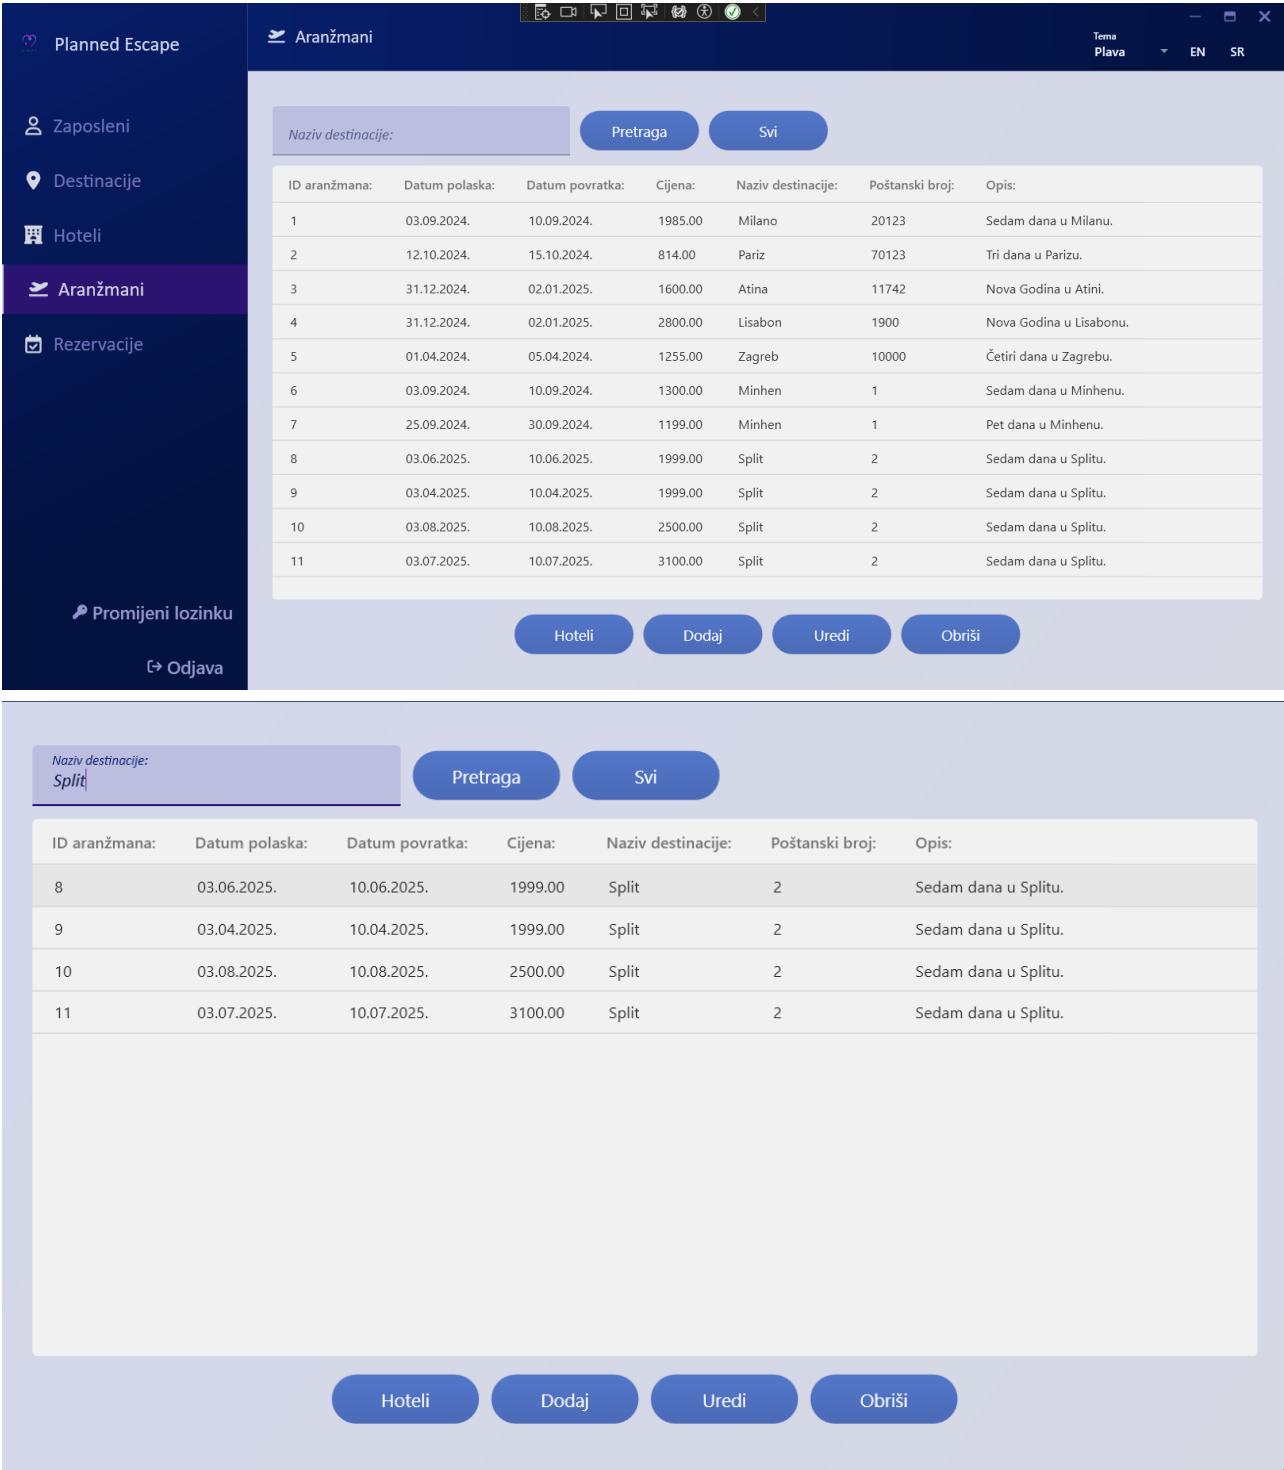 Planned Escape
Aranžmani
Tema
Plava
EN
SR
Zaposleni
Destinacije
Hoteli
Aranžmani
Rezervacije
Promijeni lozinku
Odjava
Naziv destinacije:
Pretraga
Svi
ID aranžmana: Datum polaska: Datum povratka: Cijena: Naziv destinacije: Poštanski broj: Opis:
1 03.09.2024. 10.09.2024. 1985.00 Milano 20123 Sedam dana u Milanu.
2 12.10.2024. 15.10.2024. 814.00 Pariz 70123 Tri dana u Parizu.
3 31.12.2024. 02.01.2025. 1600.00 Atina 11742 Nova Godina u Atini.
4 31.12.2024. 02.01.2025. 2800.00 Lisabon 1900 Nova Godina u Lisabonu.
5 01.04.2024. 05.04.2024. 1255.00 Zagreb 10000 Četiri dana u Zagrebu.
6 03.09.2024. 10.09.2024. 1300.00 Minhen 1 Sedam dana u Minhenu.
7 25.09.2024. 30.09.2024. 1199.00 Minhen 1 Pet dana u Minhenu.
8 03.06.2025. 10.06.2025. 1999.00 Split 2 Sedam dana u Splitu.
9 03.04.2025. 10.04.2025. 1999.00 Split 2 Sedam dana u Splitu.
10 03.08.2025. 10.08.2025. 2500.00 Split 2 Sedam dana u Splitu.
11 03.07.2025. 10.07.2025. 3100.00 Split 2 Sedam dana u Splitu.
Hoteli
Dodaj
Uredi
Obriši
Naziv destinacije:
Split
Pretraga
Svi
ID aranžmana: Datum polaska: Datum povratka: Cijena: Naziv destinacije: Poštanski broj: Opis:
8 03.06.2025. 10.06.2025. 1999.00 Split 2 Sedam dana u Splitu.
9 03.04.2025. 10.04.2025. 1999.00 Split 2 Sedam dana u Splitu.
10 03.08.2025. 10.08.2025. 2500.00 Split 2 Sedam dana u Splitu.
11 03.07.2025. 10.07.2025. 3100.00 Split 2 Sedam dana u Splitu.
Hoteli
Dodaj
Uredi
Obriši